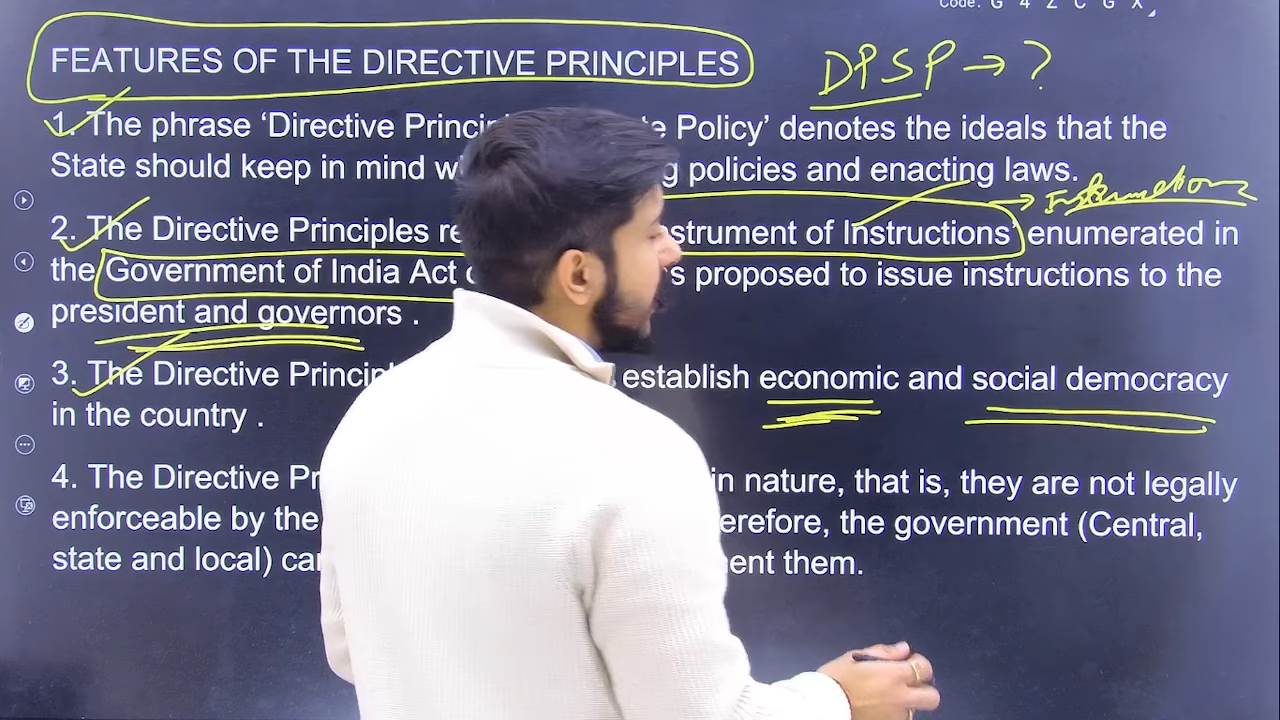 Code: G 4 Z C G X
FEATURES OF THE DIRECTIVE PRINCIPLES
DPSP → ?
1. The phrase ‘Directive Princip e Policy’ denotes the ideals that the
State should keep in mind w g policies and enacting laws.
→ Instructions
2. The Directive Principles re strument of Instructions’ enumerated in
the Government of India Act s proposed to issue instructions to the
president and governors .
3. The Directive Principl establish economic and social democracy
in the country .
4. The Directive Pr in nature, that is, they are not legally
enforceable by the erefore, the government (Central,
state and local) ca ent them.